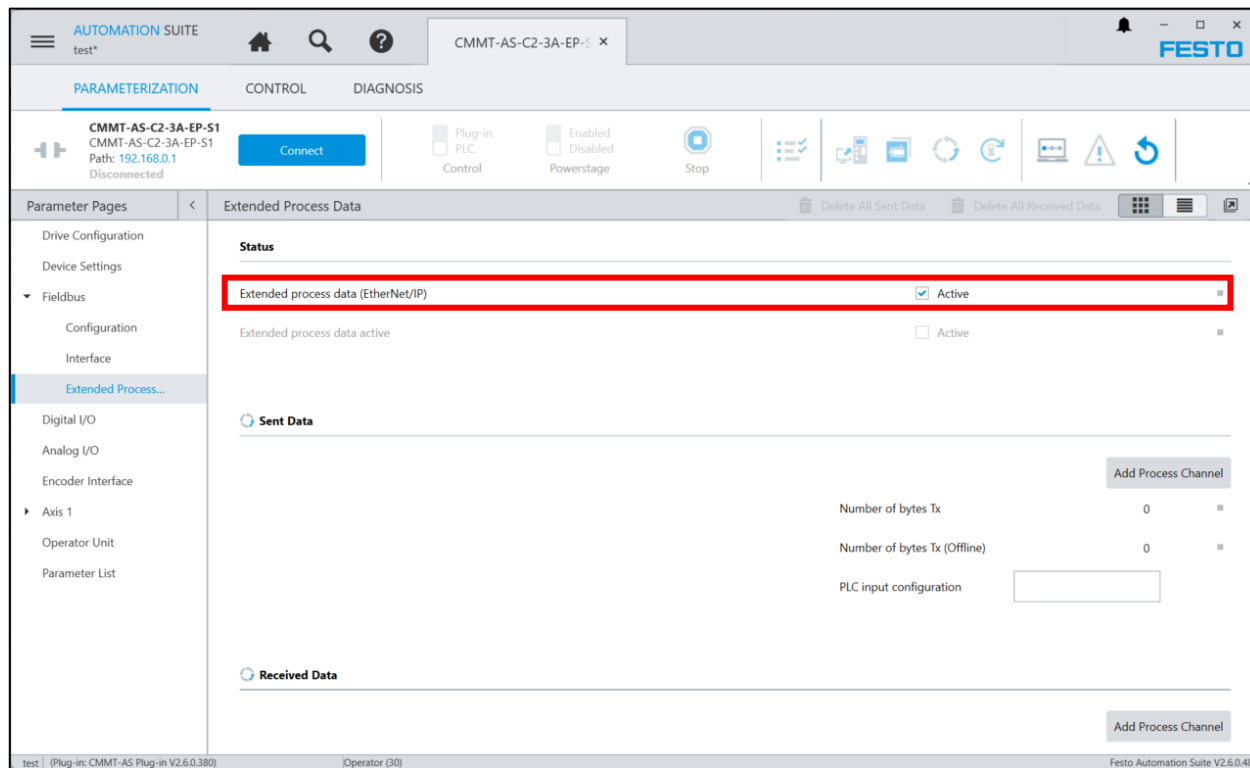 AUTOMATION SUITE
test*
CMMT-AS-C2-3A-EP-S
FESTO
PARAMETERIZATION
CONTROL
DIAGNOSIS
CMMT-AS-C2-3A-EP-S1
CMMT-AS-C2-3A-EP-S1
Path: 192.168.0.1
Disconnected
Connect
Plug-in
PLC
Control
Enabled
Disabled
Powerstage
Stop
Parameter Pages
Extended Process Data
Delete All Sent Data
Delete All Received Data
Drive Configuration
Device Settings
Fieldbus
Configuration
Interface
Extended Process...
Digital I/O
Analog I/O
Encoder Interface
Axis 1
Operator Unit
Parameter List
Status
Extended process data (EtherNet/IP)
Active
Extended process data active
Active
Sent Data
Add Process Channel
Number of bytes Tx
0
Number of bytes Tx (Offline)
0
PLC input configuration
Received Data
Add Process Channel
test
(Plug-in: CMMT-AS Plug-in V2.6.0.380)
Operator (30)
Festo Automation Suite